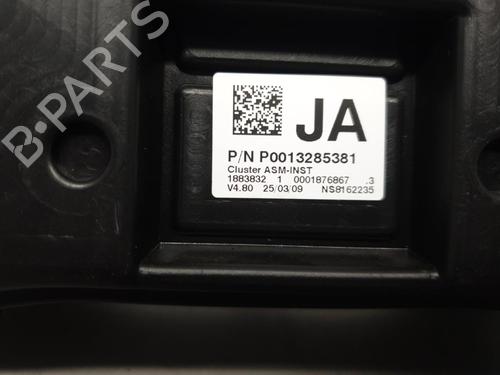 B-PARTS
JA
P/N P0013285381
Cluster ASM-INST
1883832 1 0001876867 .3
V4.80 25/03/09 NS8162235